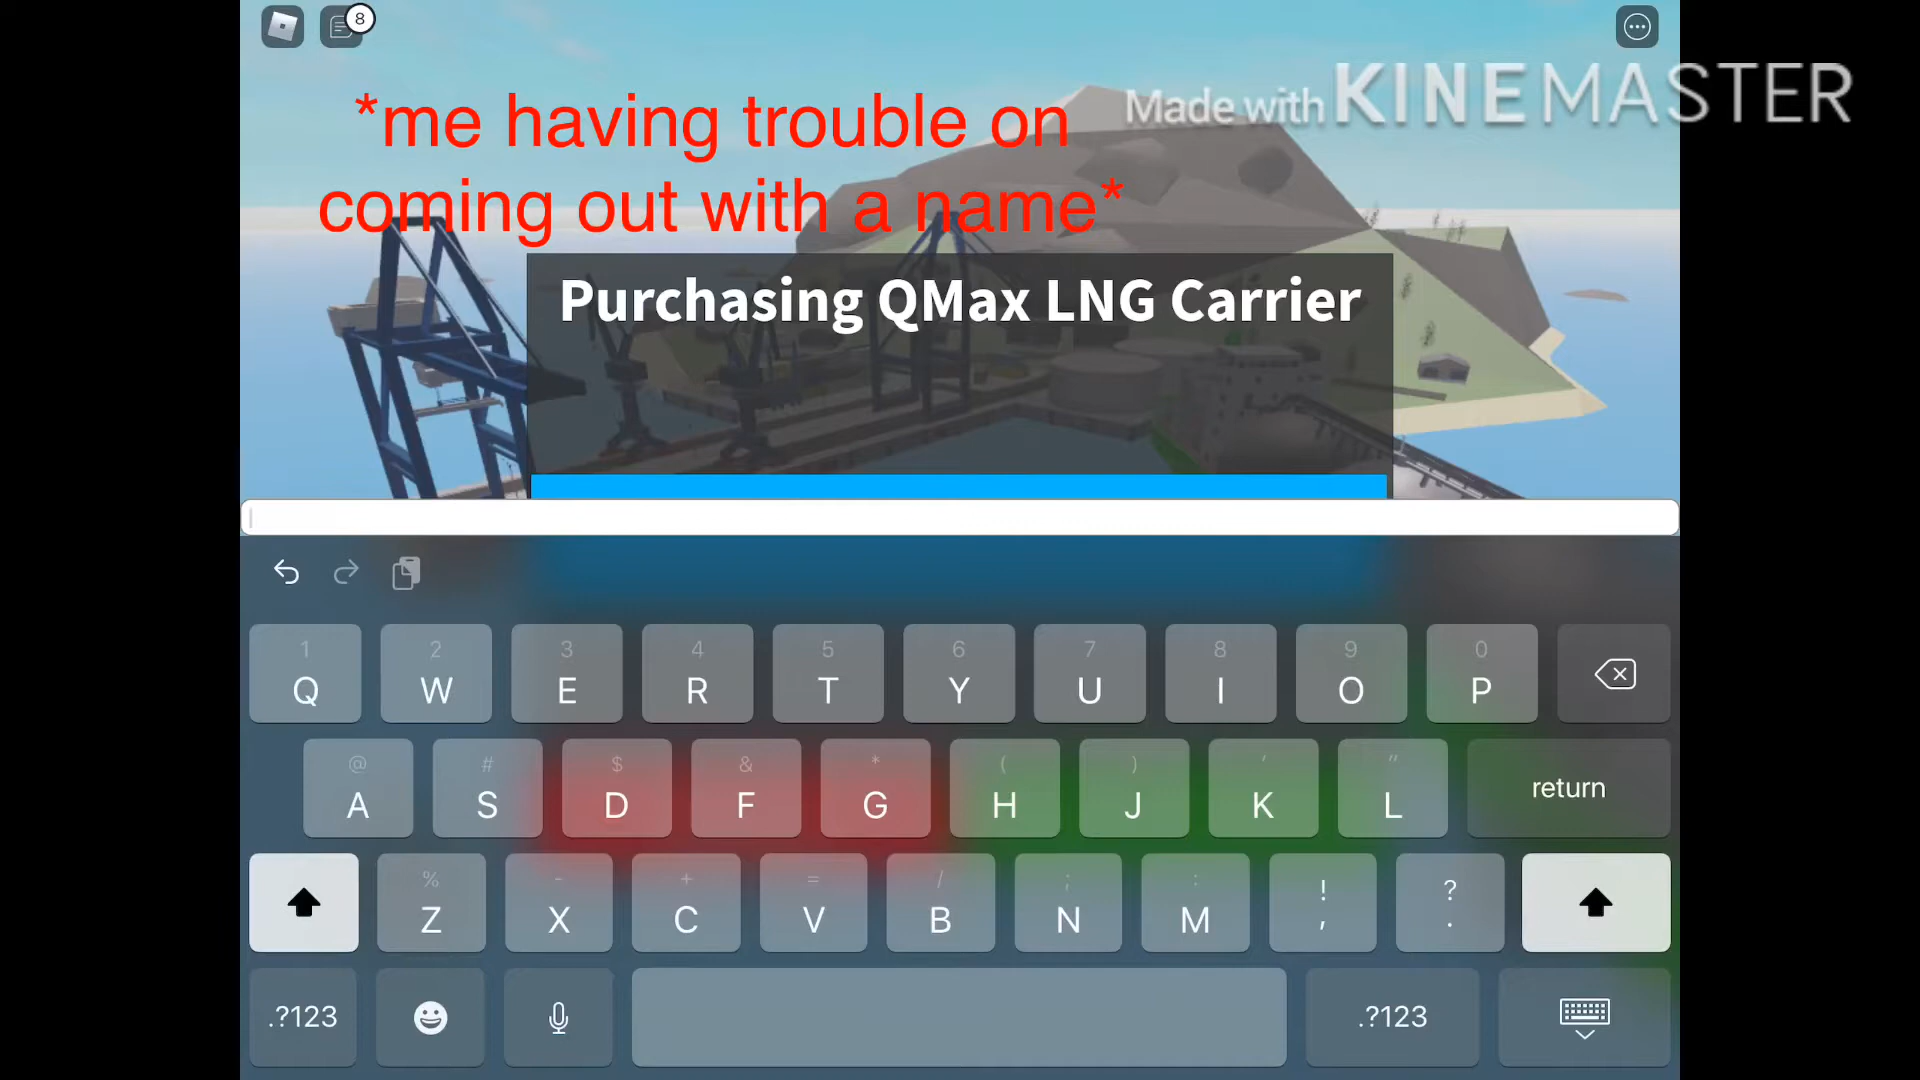 8
Made with KINEMASTER
*me having trouble on
coming out with a name*
Purchasing QMax LNG Carrier
1 2 3 4 5 6 7 8 9 0
Q W E R T Y U I O P
@ # $ & * ( ) ' "
A S D F G H J K L return
% - + = / ; : ! ?
Z X C V B N M , .
.?123 .?123